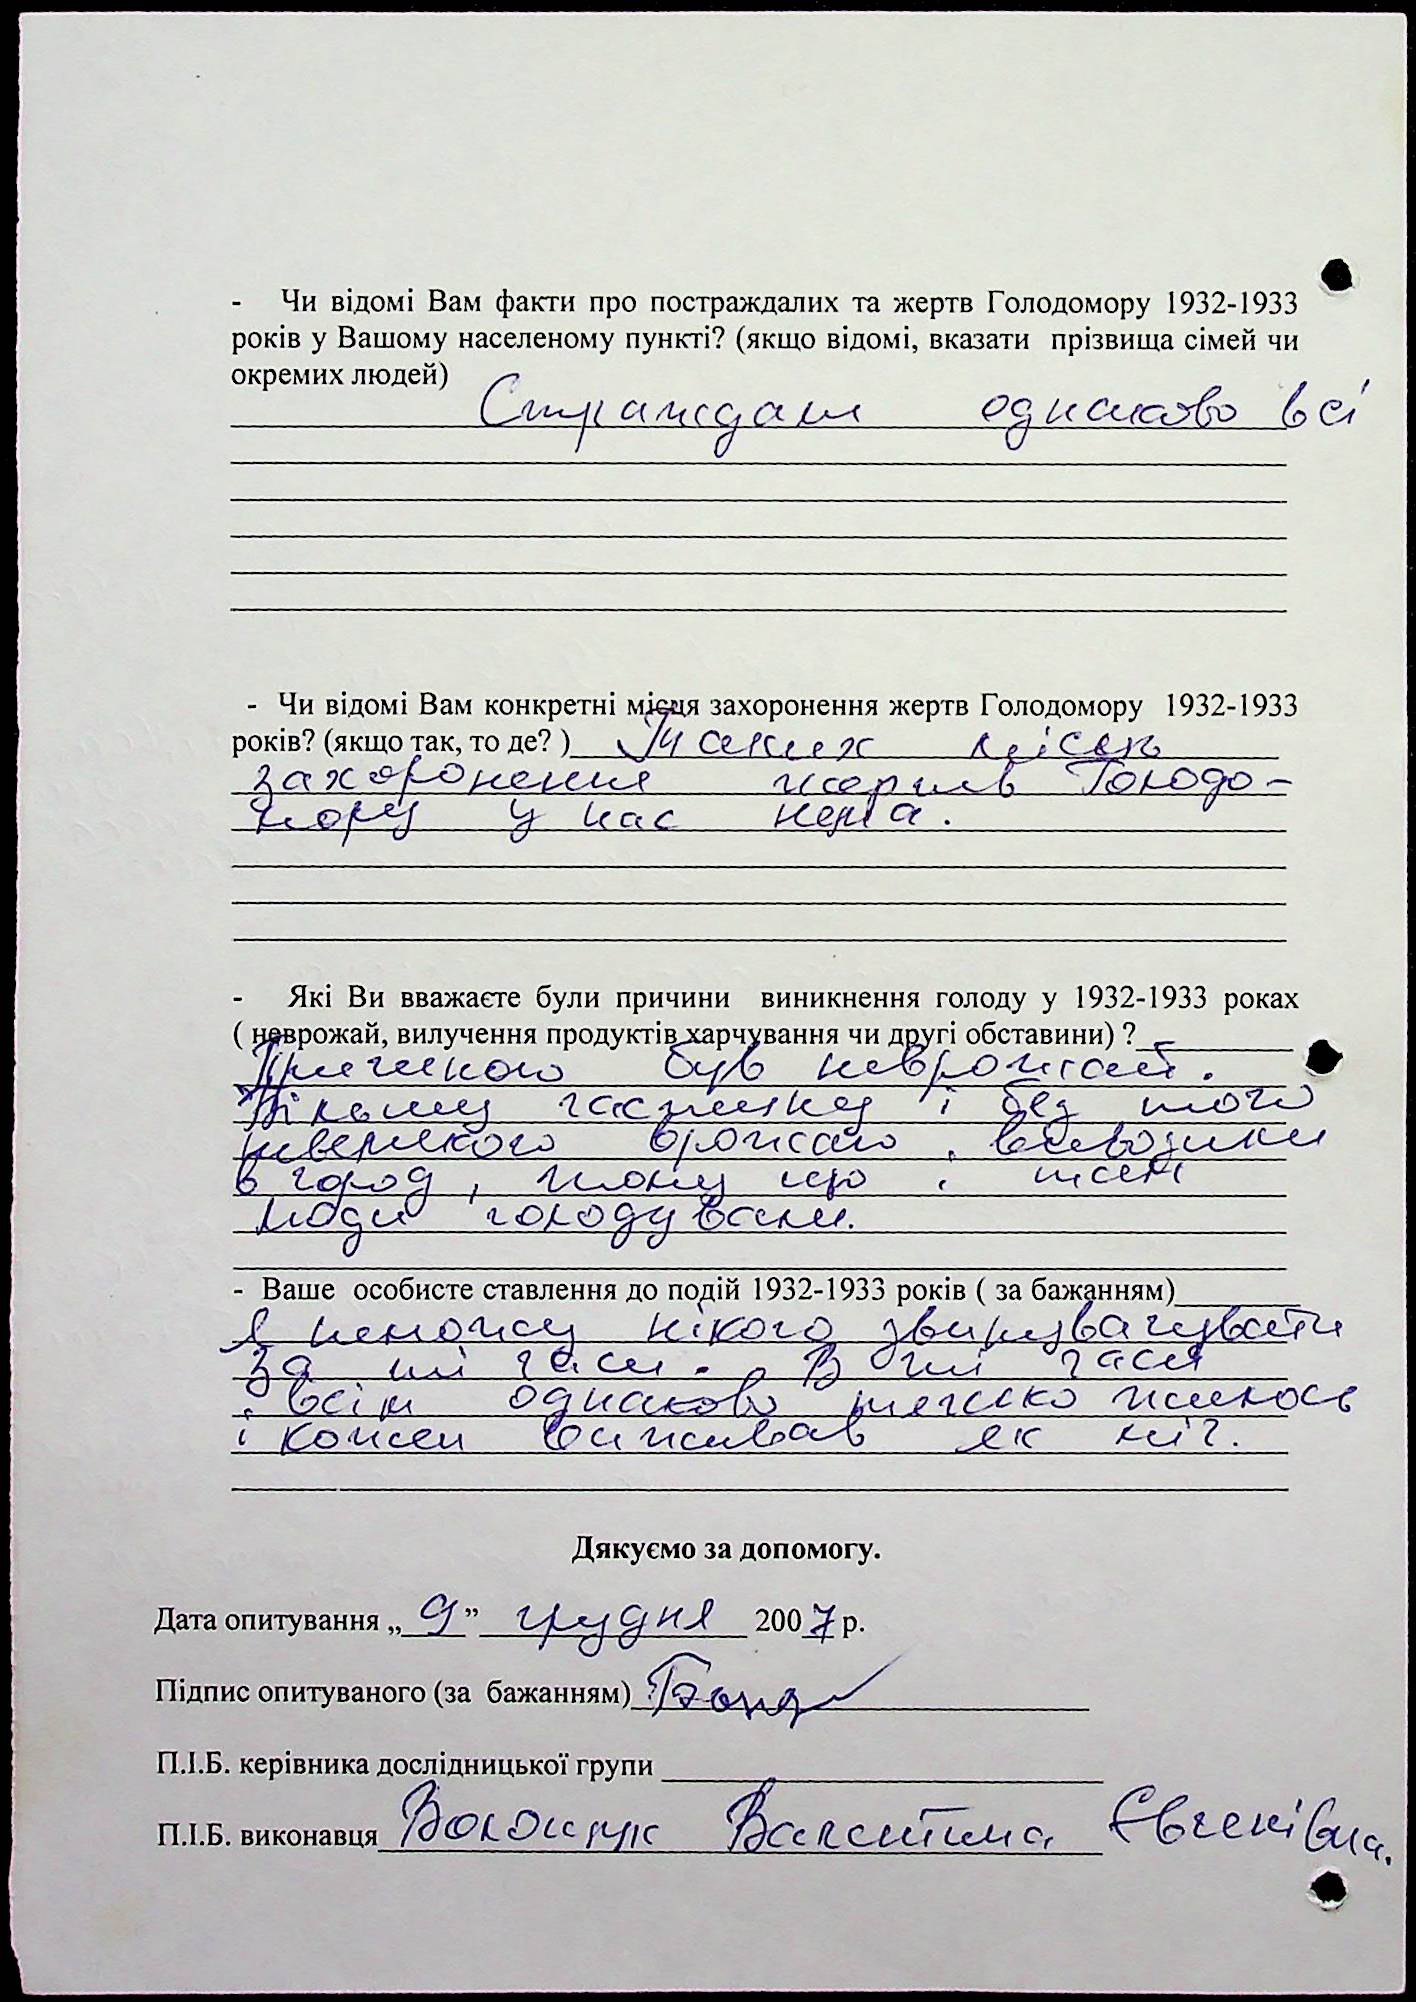 - Чи відомі Вам факти про постраждалих та жертв Голодомору 1932-1933
років у Вашому населеному пункті? (якщо відомі, вказати прізвища сімей чи
окремих людей)
Страждали однаково всі
- Чи відомі Вам конкретні місця захоронення жертв Голодомору 1932-1933
років? (якщо так, то де? ) Таких місць
захоронення жертв Голодо-
мору у нас нема.
- Які Ви вважаєте були причини виникнення голоду у 1932-1933 роках
( неврожай, вилучення продуктів харчування чи другі обставини) ?
Причиною був неврожай.
Більшу частину і без того
невеликого врожаю, вивозили
в город, тому що і там
люди голодували.
- Ваше особисте ставлення до подій 1932-1933 років ( за бажанням)
Я неможу нікого звинувачувати
за ті часи. В ті часи
всім однаково тяжко жилось
і кожен виживав як міг.
Дякуємо за допомогу.
Дата опитування „ 9 ” грудня 2007 р.
Підпис опитуваного (за бажанням)
П.І.Б. керівника дослідницької групи
П.І.Б. виконавця Валентина Євгенівна.